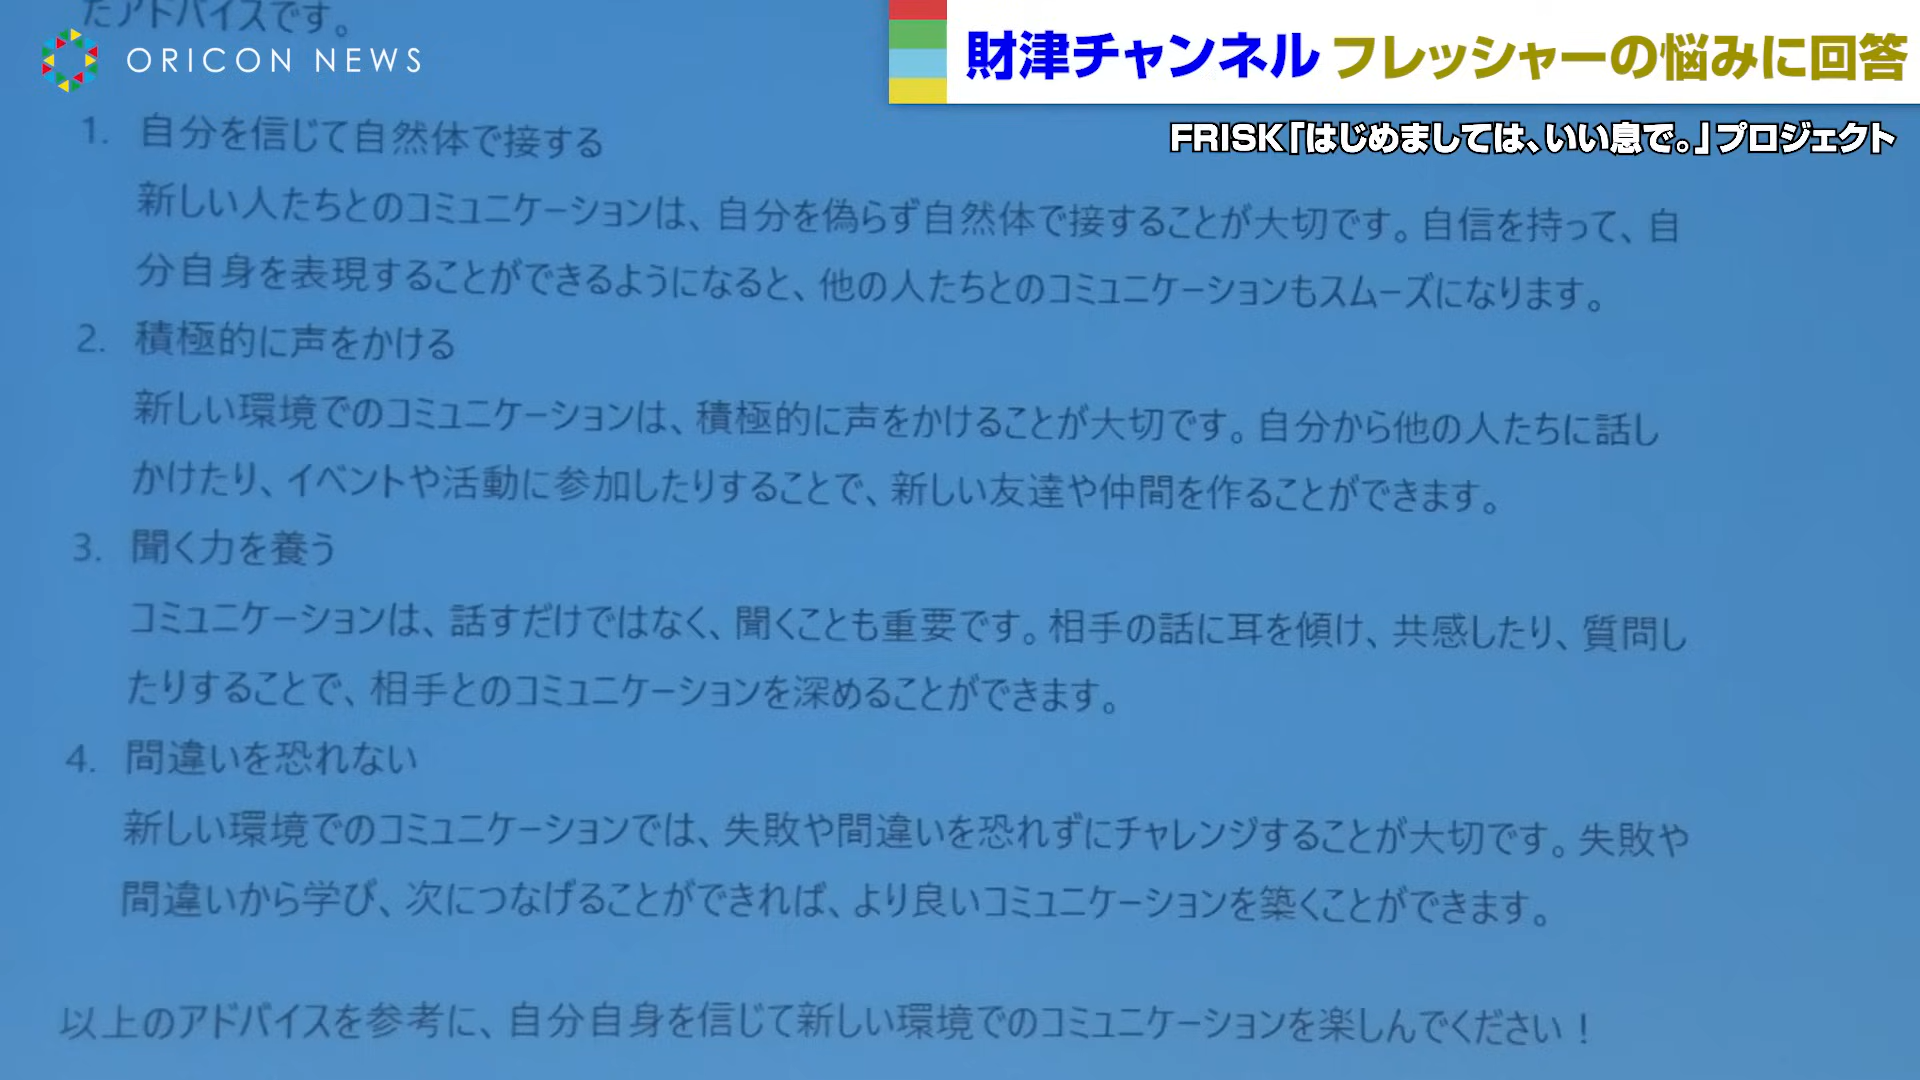 たアドバイスです。
ORICON NEWS
財津チャンネル フレッシャーの悩みに回答
FRISK「はじめましては、いい息で。」プロジェクト
1. 自分を信じて自然体で接する
新しい人たちとのコミュニケーションは、自分を偽らず自然体で接することが大切です。自信を持って、自
分自身を表現することができるようになると、他の人たちとのコミュニケーションもスムーズになります。
2. 積極的に声をかける
新しい環境でのコミュニケーションは、積極的に声をかけることが大切です。自分から他の人たちに話し
かけたり、イベントや活動に参加したりすることで、新しい友達や仲間を作ることができます。
3. 聞く力を養う
コミュニケーションは、話すだけではなく、聞くことも重要です。相手の話に耳を傾け、共感したり、質問し
たりすることで、相手とのコミュニケーションを深めることができます。
4. 間違いを恐れない
新しい環境でのコミュニケーションでは、失敗や間違いを恐れずにチャレンジすることが大切です。失敗や
間違いから学び、次につなげることができれば、より良いコミュニケーションを築くことができます。
以上のアドバイスを参考に、自分自身を信じて新しい環境でのコミュニケーションを楽しんでください！